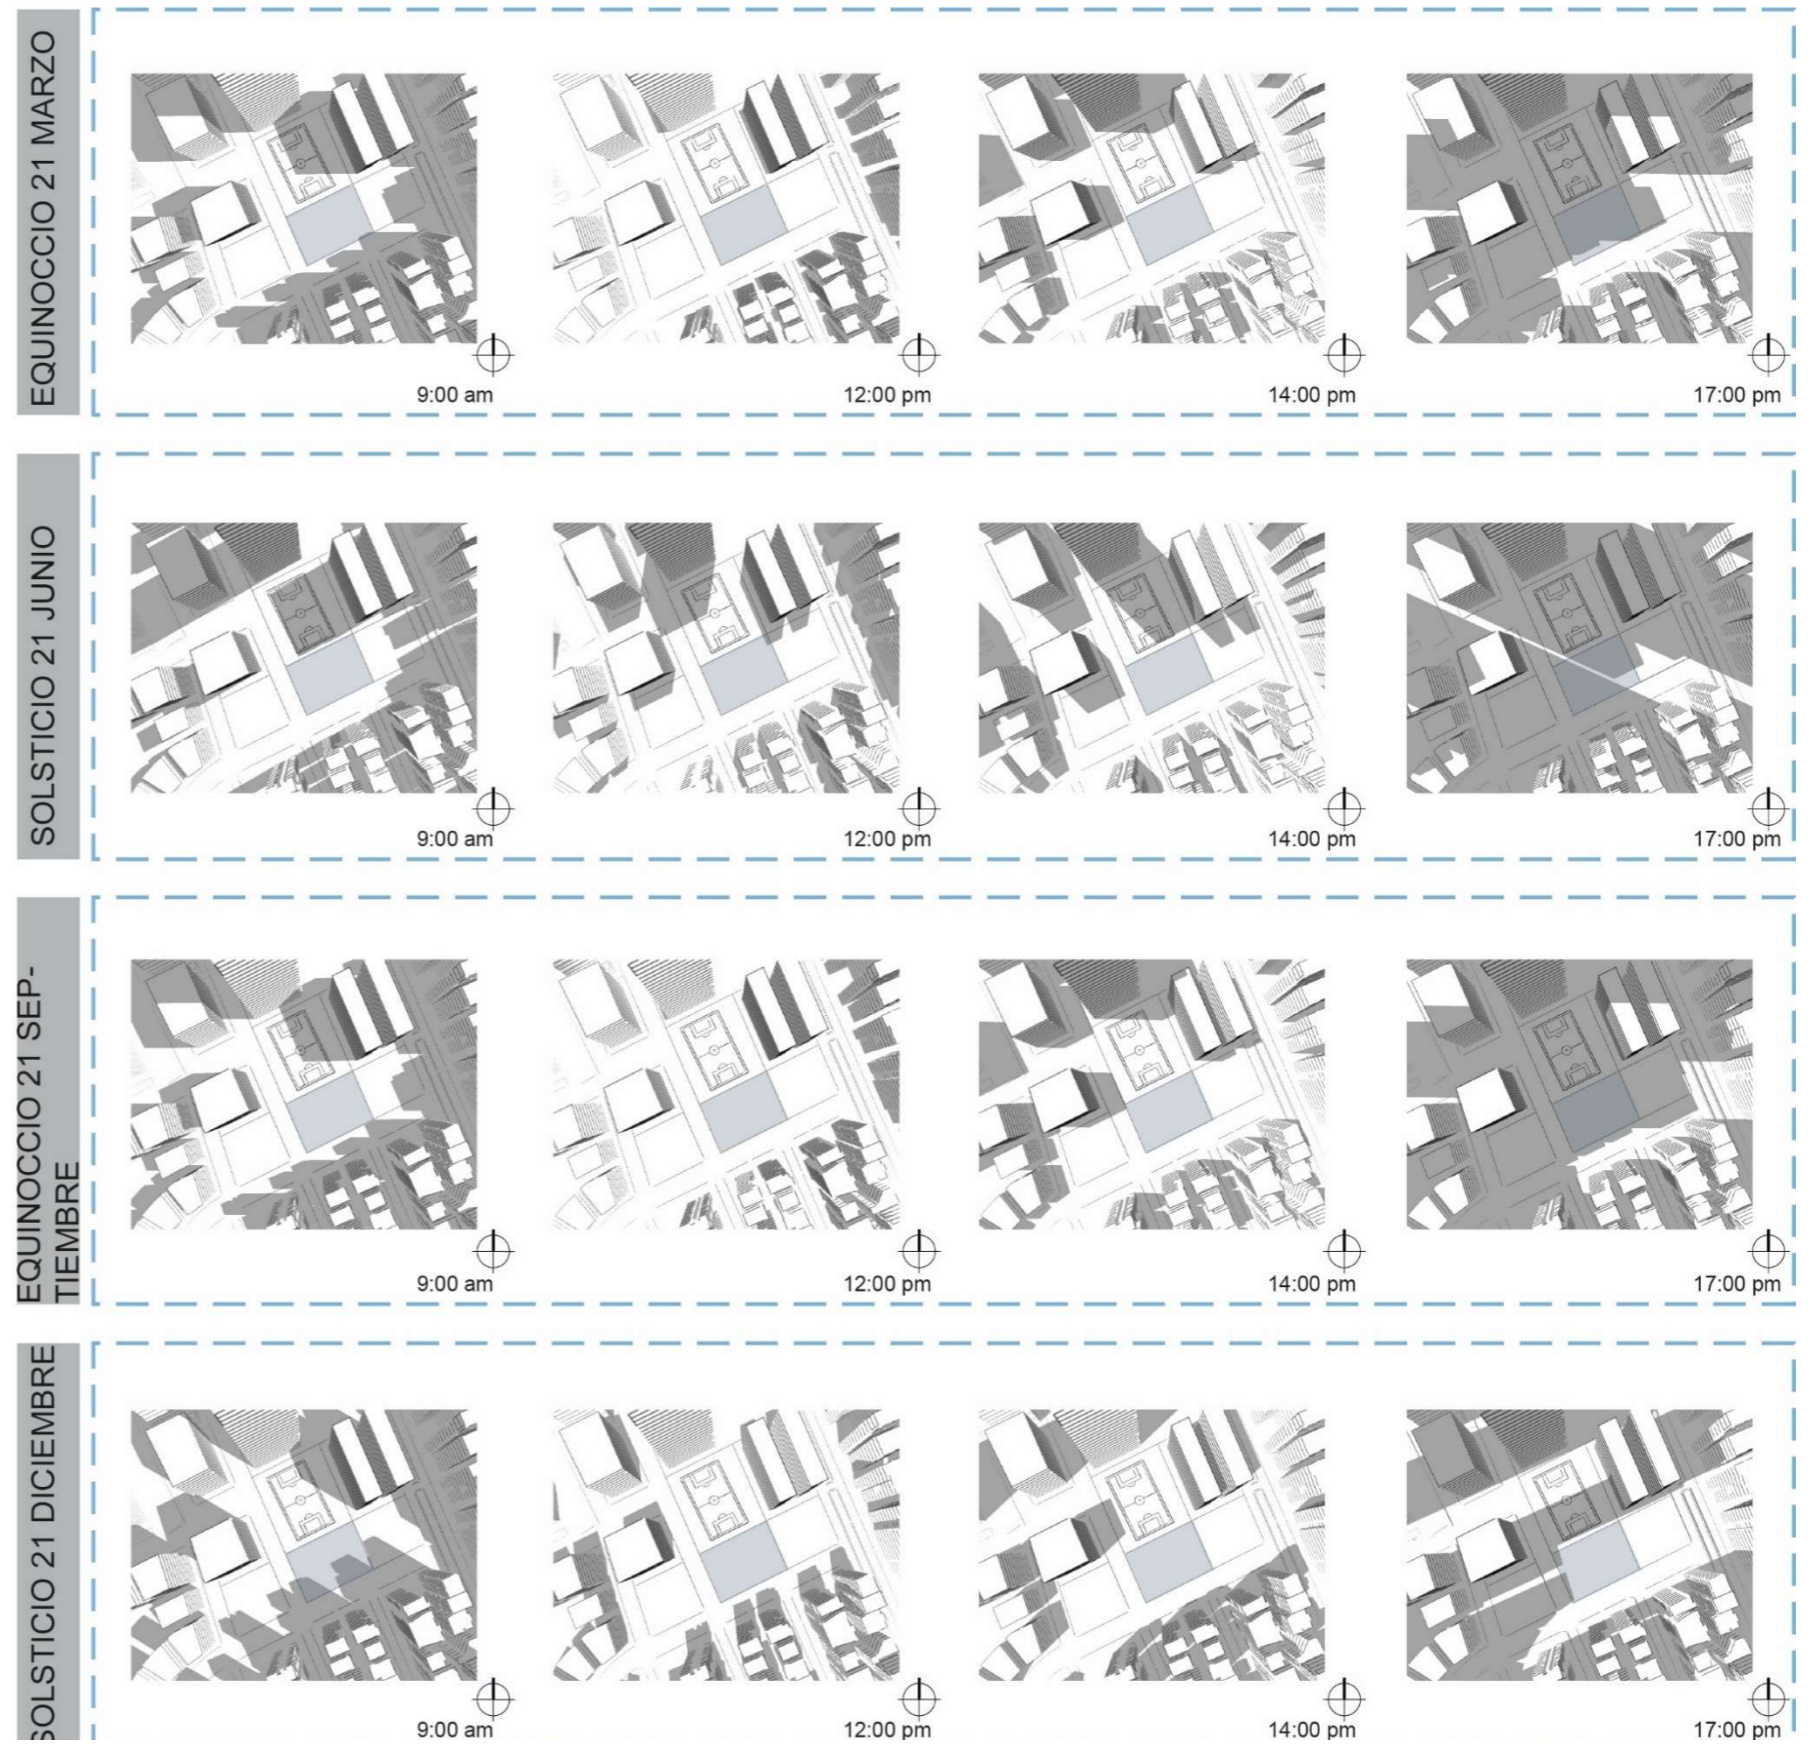 EQUINOCCIO 21 MARZO
9:00 am
12:00 pm
14:00 pm
17:00 pm
SOLSTICIO 21 JUNIO
9:00 am
12:00 pm
14:00 pm
17:00 pm
EQUINOCCIO 21 SEP-
TIEMBRE
9:00 am
12:00 pm
14:00 pm
17:00 pm
SOLSTICIO 21 DICIEMBRE
9:00 am
12:00 pm
14:00 pm
17:00 pm